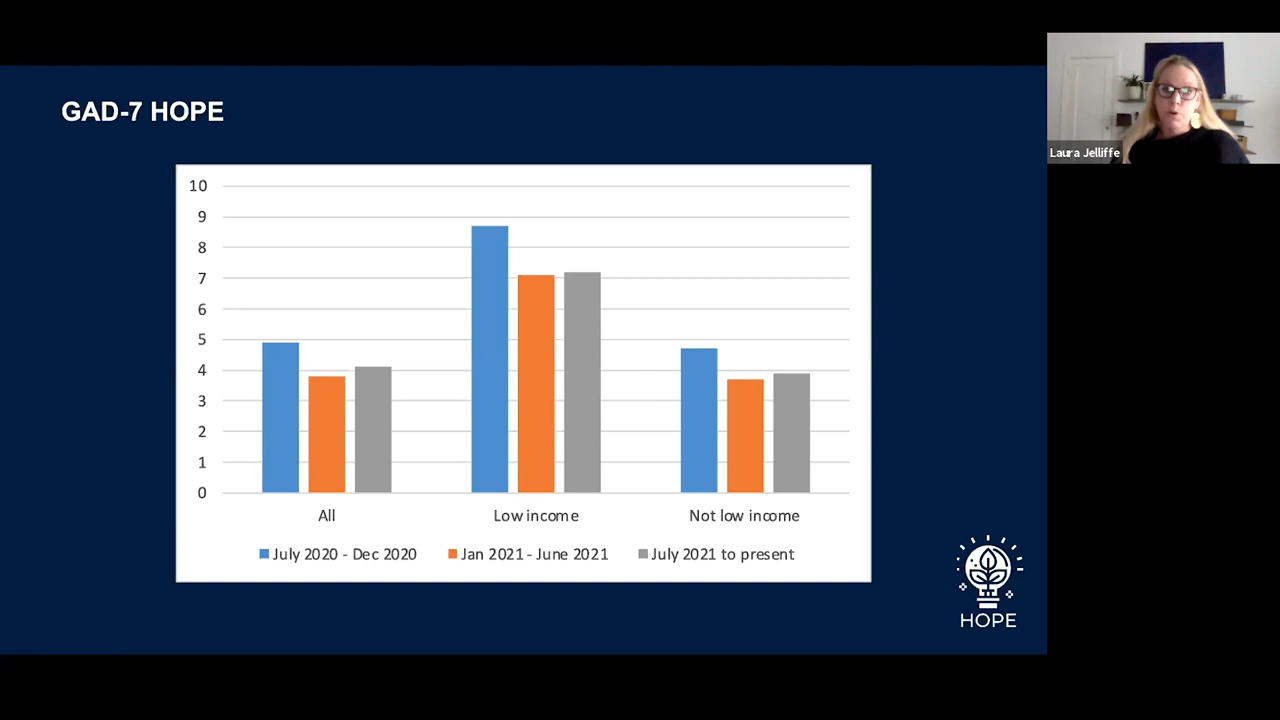 GAD-7 HOPE
10
9
8
7
6
5
4
3
2
1
0
All Low income Not low income
July 2020 - Dec 2020 Jan 2021 - June 2021 July 2021 to present
HOPE
Laura Jelliffe